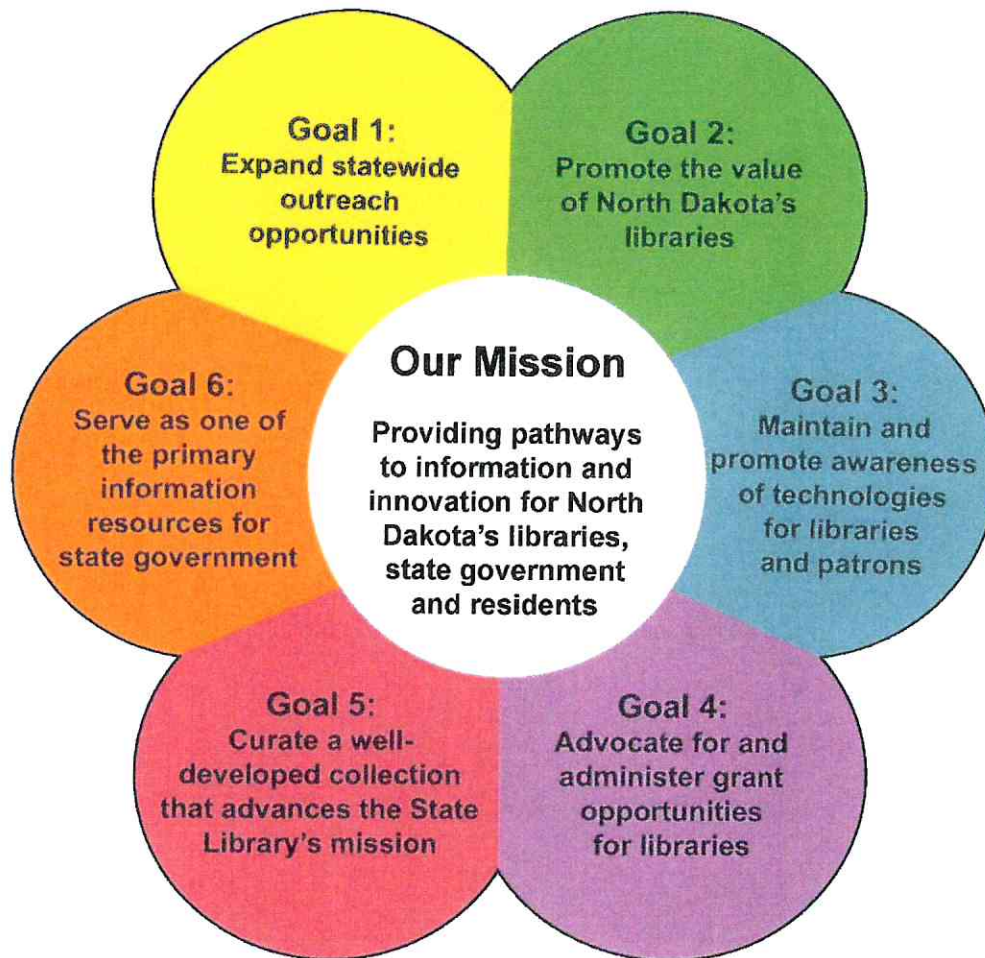 Goal 1:
Expand statewide
outreach
opportunities
Goal 2:
Promote the value
of North Dakota's
libraries
Goal 3:
Maintain and
promote awareness
of technologies
for libraries
and patrons
Goal 4:
Advocate for and
administer grant
opportunities
for libraries
Goal 5:
Curate a well-
developed collection
that advances the State
Library's mission
Goal 6:
Serve as one of
the primary
information
resources for
state government
Our Mission
Providing pathways
to information and
innovation for North
Dakota's libraries,
state government
and residents